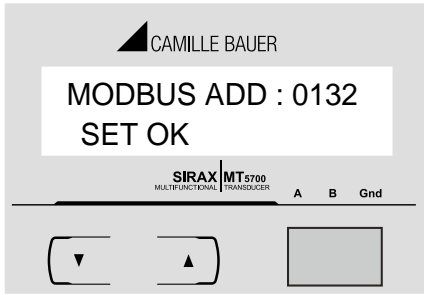 CAMILLE BAUER
MODBUS ADD : 0132
SET OK
SIRAX MT5700
MULTIFUNCTIONAL TRANSDUCER
A B Gnd